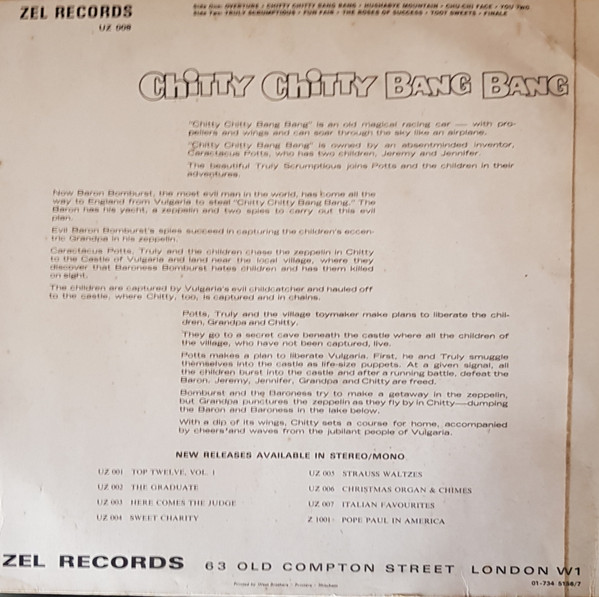 ZEL RECORDS
UZ 008
Side One: OVERTURE • CHITTY CHITTY BANG BANG • HUSHABYE MOUNTAIN • CHU-CHI FACE • YOU TWO
Side Two: TRULY SCRUMPTIOUS • FUN FAIR • THE ROSES OF SUCCESS • TOOT SWEETS • FINALE
CHITTY CHITTY BANG BANG
"Chitty Chitty Bang Bang" is an old magical racing car — with pro-
pellers and wings and can soar through the sky like an airplane.
"Chitty Chitty Bang Bang" is owned by an absentminded inventor,
Caractacus Potts, who has two children, Jeremy and Jennifer.
The beautiful Truly Scrumptious joins Potts and the children in their
adveotures.
Now Baron Bomburst, the most evil man in the world, has come all the
way to England from Vulgaria to steal "Chitty Chitty Bang Bang." The
Baron has his yacht, a zeppelin and two spies to carry out this evil
plan.
Evil Baron Bomburst's spies succeed in capturing the children's eccen-
tric Grandpa in his zeppelin.
Caractacus Potts, Truly and the children chase the zeppelin in Chitty
to the Castle of Vulgaria and land near the local village, where they
discover that Baroness Bomburst hates children and has them killed
on sight.
The children are captured by Vulgaria's evil childcatcher and hauled off
to the castle, where Chitty, too, is captured and in chains.
Potts, Truly and the village toymaker make plans to liberate the chil-
dren, Grandpa and Chitty.
They go to a secret cave beneath the castle where all the children of
the village, who have not been captured, live.
Potts makes a plan to liberate Vulgaria. First, he and Truly smuggle
themselves into the castle as life-size puppets. At a given signal, all
the children burst into the castle and after a running battle, defeat the
Baron. Jeremy, Jennifer, Grandpa and Chitty are freed.
Bomburst and the Baroness try to make a getaway in the zeppelin,
but Grandpa punctures the zeppelin as they fly by in Chitty—dumping
the Baron and Baroness in the lake below.
With a dip of its wings, Chitty sets a course for home, accompanied
by cheers and waves from the jubilant people of Vulgaria.
NEW RELEASES AVAILABLE IN STEREO/MONO
UZ 001 TOP TWELVE, VOL. 1
UZ 002 THE GRADUATE
UZ 003 HERE COMES THE JUDGE
UZ 004 SWEET CHARITY
UZ 005 STRAUSS WALTZES
UZ 006 CHRISTMAS ORGAN & CHIMES
UZ 007 ITALIAN FAVOURITES
Z 1001 POPE PAUL IN AMERICA
ZEL RECORDS 63 OLD COMPTON STREET LONDON W1
Printed by
01-734 5166/7